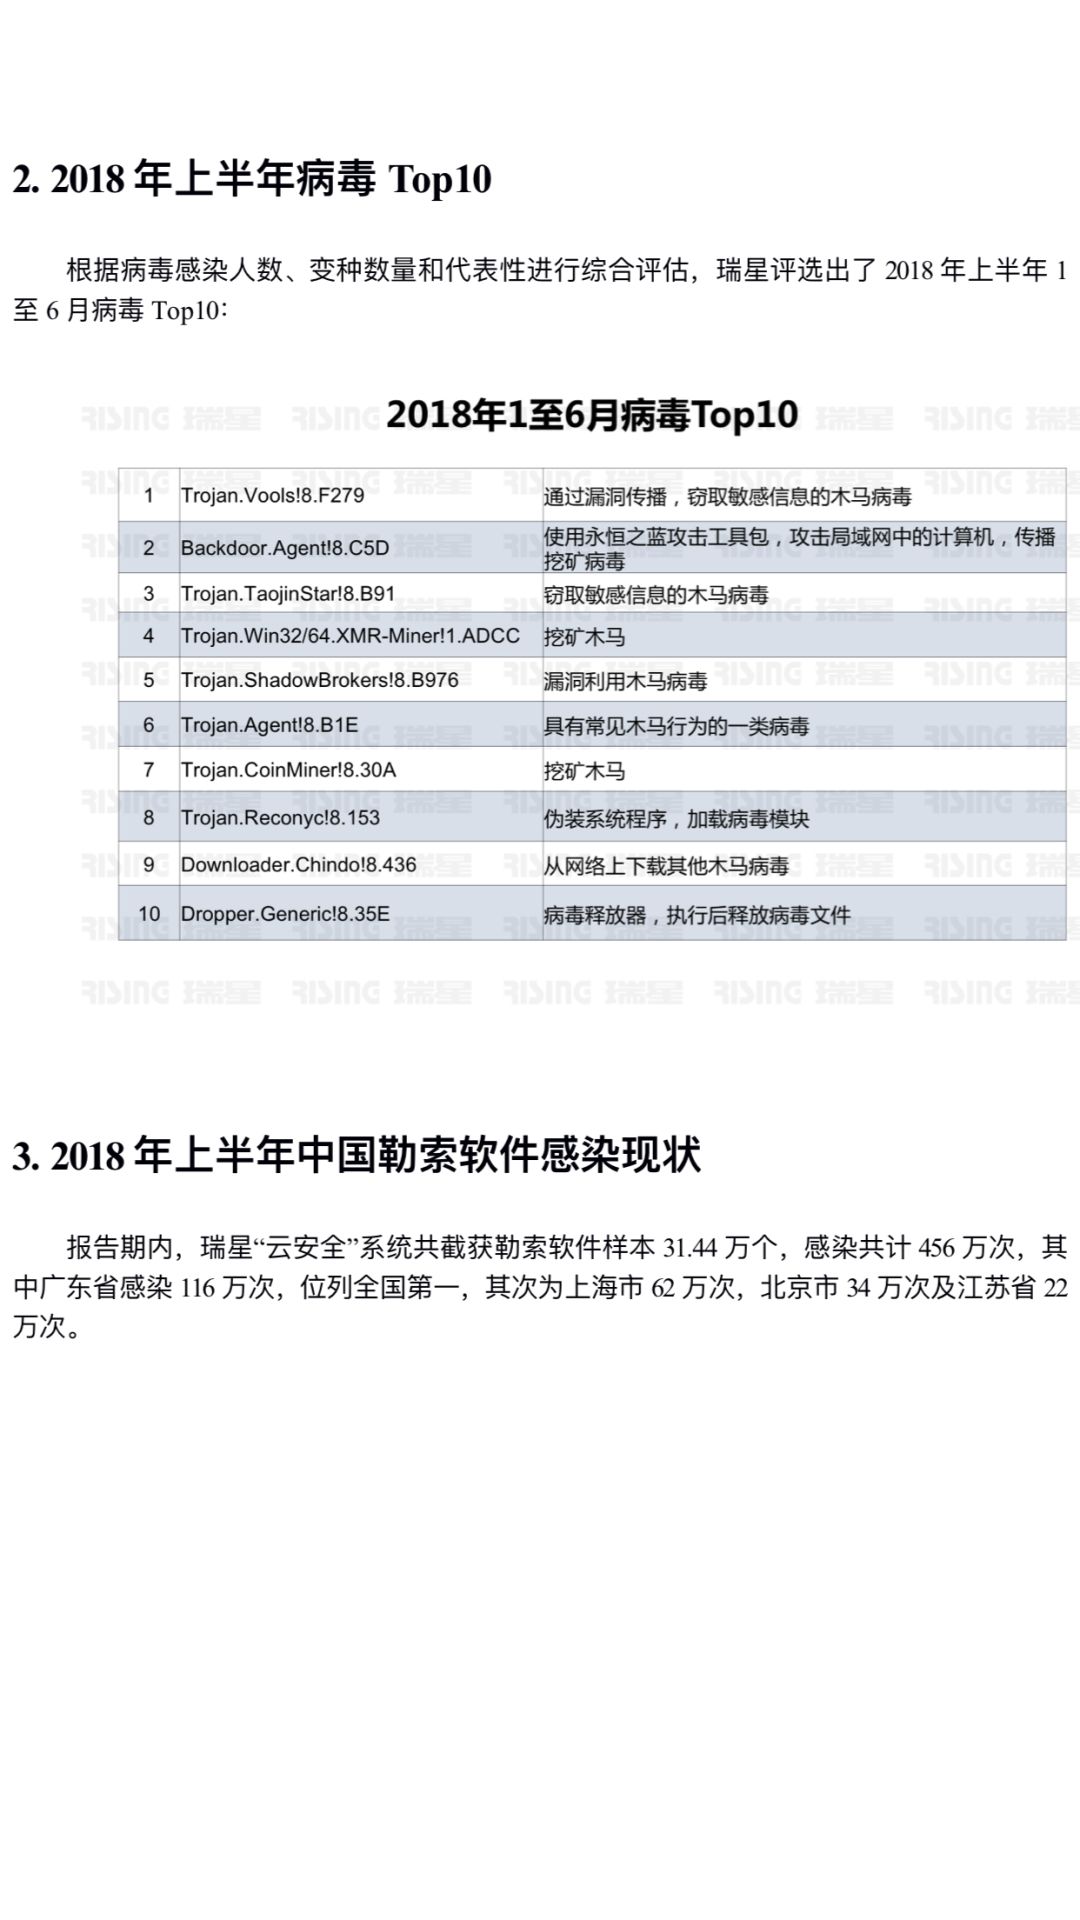 2. 2018 年上半年病毒 Top10
根据病毒感染人数、变种数量和代表性进行综合评估，瑞星评选出了 2018 年上半年 1
至 6 月病毒 Top10：
2018年1至6月病毒Top10
1 Trojan.Vools!8.F279 通过漏洞传播，窃取敏感信息的木马病毒
2 Backdoor.Agent!8.C5D 使用永恒之蓝攻击工具包，攻击局域网中的计算机，传播
挖矿病毒
3 Trojan.TaojinStar!8.B91 窃取敏感信息的木马病毒
4 Trojan.Win32/64.XMR-Miner!1.ADCC 挖矿木马
5 Trojan.ShadowBrokers!8.B976 漏洞利用木马病毒
6 Trojan.Agent!8.B1E 具有常见木马行为的一类病毒
7 Trojan.CoinMiner!8.30A 挖矿木马
8 Trojan.Reconyc!8.153 伪装系统程序，加载病毒模块
9 Downloader.Chindo!8.436 从网络上下载其他木马病毒
10 Dropper.Generic!8.35E 病毒释放器，执行后释放病毒文件
RISING 瑞星 RISING 瑞星 RISING 瑞星 RISING 瑞星 RISING 瑞星
3. 2018 年上半年中国勒索软件感染现状
报告期内，瑞星“云安全”系统共截获勒索软件样本 31.44 万个，感染共计 456 万次，其
中广东省感染 116 万次，位列全国第一，其次为上海市 62 万次，北京市 34 万次及江苏省 22
万次。